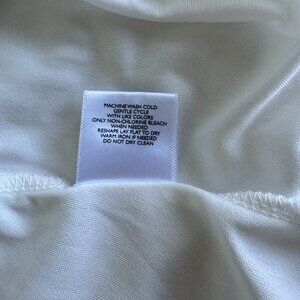 MACHINE WASH COLD
GENTLE CYCLE
WITH LIKE COLORS
ONLY NON-CHLORINE BLEACH
WHEN NEEDED
RESHAPE LAY FLAT TO DRY
WARM IRON IF NEEDED
DO NOT DRY CLEAN